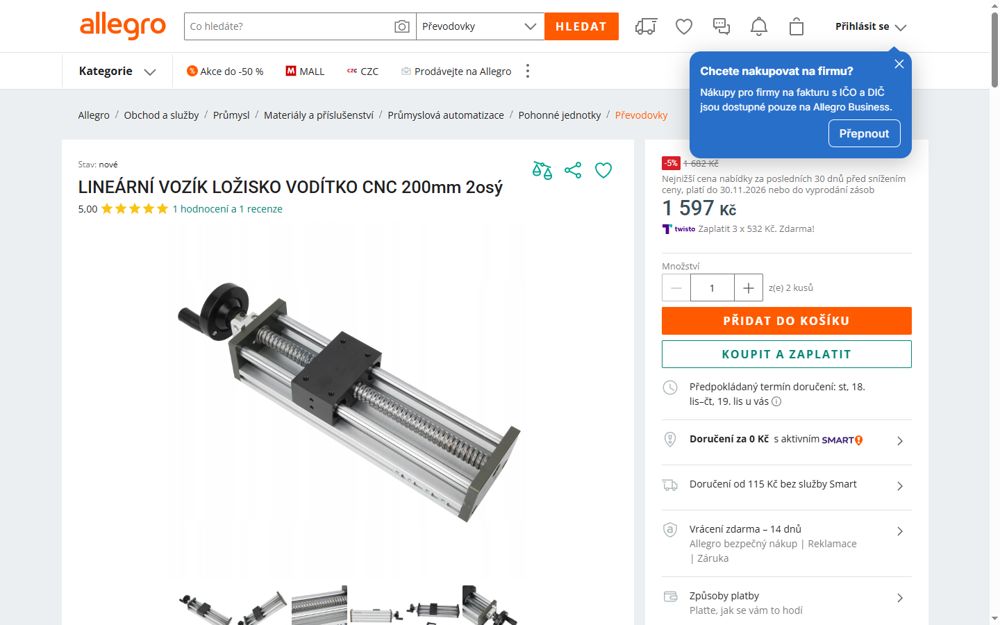 allegro
Co hledáte?
Převodovky
HLEDAT
Přihlásit se
Kategorie
Akce do -50 %
M MALL
CZC CZC
Prodávejte na Allegro
Chcete nakupovat na firmu?
Nákupy pro firmy na fakturu s IČO a DIČ
jsou dostupné pouze na Allegro Business.
Přepnout
Allegro / Obchod a služby / Průmysl / Materiály a příslušenství / Průmyslová automatizace / Pohonné jednotky / Převodovky
Stav: nové
LINEÁRNÍ VOZÍK LOŽISKO VODÍTKO CNC 200mm 2osý
5,00
1 hodnocení a 1 recenze
-5% 1 682 Kč
Nejnižší cena nabídky za posledních 30 dnů před snížením
ceny, platí do 30.11.2026 nebo do vyprodání zásob
1 597 Kč
twisto Zaplatit 3 x 532 Kč. Zdarma!
Množství
1
z(e) 2 kusů
PŘIDAT DO KOŠÍKU
KOUPIT A ZAPLATIT
Předpokládaný termín doručení: st, 18.
lis–čt, 19. lis u vás
Doručení za 0 Kč s aktivním SMART!
Doručení od 115 Kč bez služby Smart
Vrácení zdarma – 14 dnů
Allegro bezpečný nákup | Reklamace
| Záruka
Způsoby platby
Plaťte, jak se vám to hodí